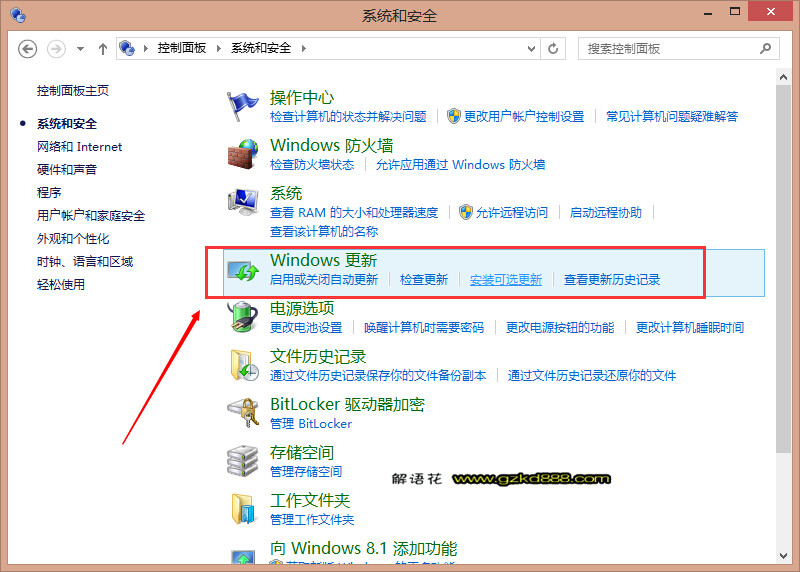 系统和安全
控制面板 系统和安全
搜索控制面板
控制面板主页
系统和安全
网络和 Internet
硬件和声音
程序
用户帐户和家庭安全
外观和个性化
时钟、语言和区域
轻松使用
操作中心
检查计算机的状态并解决问题 更改用户帐户控制设置 常见计算机问题疑难解答
Windows 防火墙
检查防火墙状态 允许应用通过 Windows 防火墙
系统
查看 RAM 的大小和处理器速度 允许远程访问 启动远程协助
查看该计算机的名称
Windows 更新
启用或关闭自动更新 检查更新 安装可选更新 查看更新历史记录
电源选项
更改电池设置 唤醒计算机时需要密码 更改电源按钮的功能 更改计算机睡眠时间
文件历史记录
通过文件历史记录保存你的文件备份副本 通过文件历史记录还原你的文件
BitLocker 驱动器加密
管理 BitLocker
存储空间
管理存储空间
解语花 www.gzkd888.com
工作文件夹
管理工作文件夹
向 Windows 8.1 添加功能